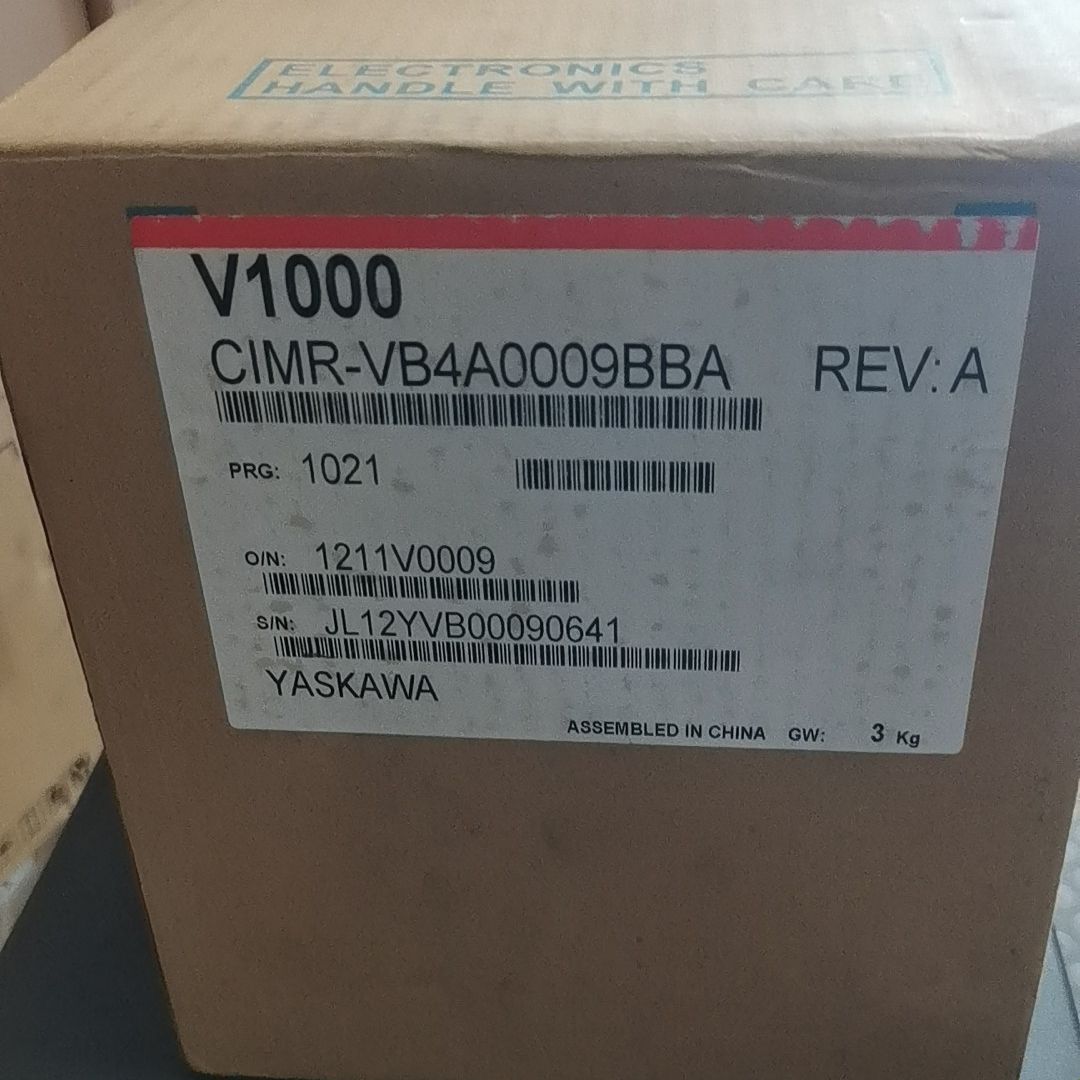 ELECTRONICS
HANDLE WITH CARE
V1000
CIMR-VB4A0009BBA REV: A
PRG: 1021
O/N: 1211V0009
S/N: JL12YVB00090641
YASKAWA
ASSEMBLED IN CHINA GW: 3 Kg